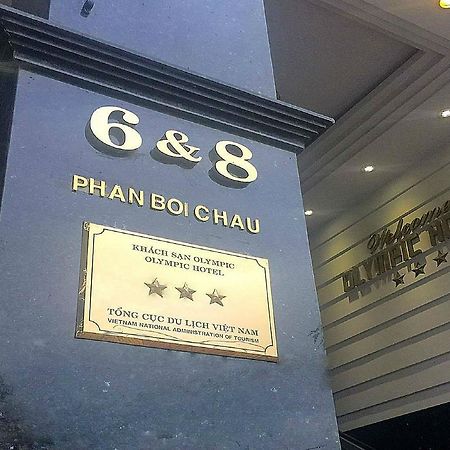 6 & 8
PHAN BOI CHAU
KHÁCH SẠN OLYMPIC
OLYMPIC HOTEL
TỔNG CỤC DU LỊCH VIỆT NAM
VIETNAM NATIONAL ADMINISTRATION OF TOURISM
Welcome
OLYMPIC HO